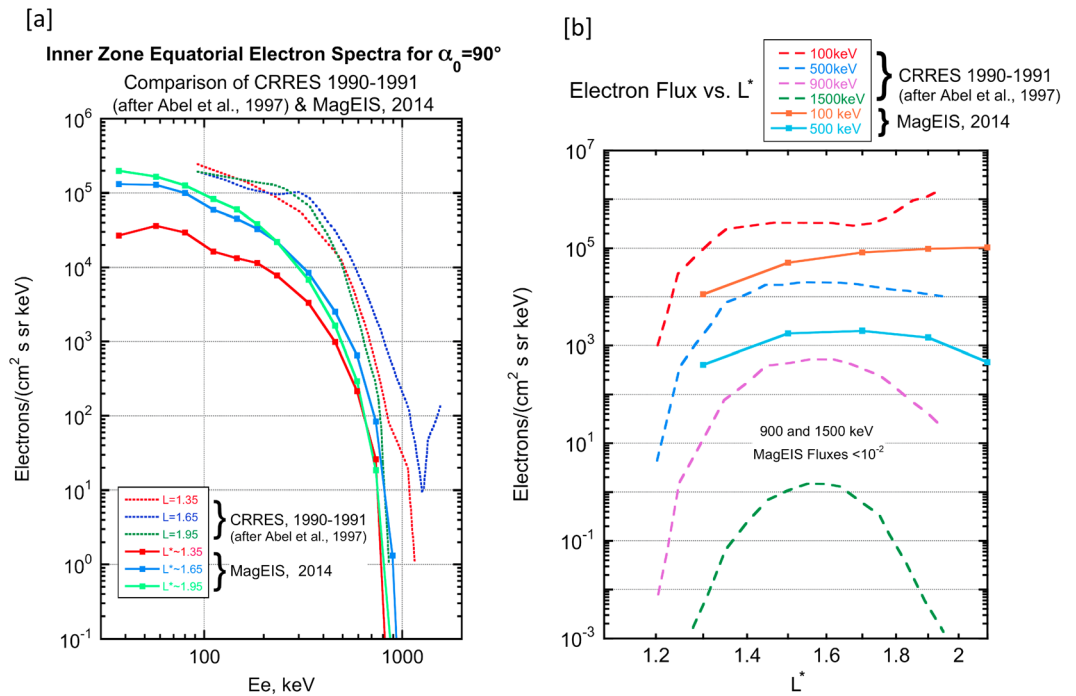 [a]
Inner Zone Equatorial Electron Spectra for α0=90°
Comparison of CRRES 1990-1991
(after Abel et al., 1997) & MagEIS, 2014
Electrons/(cm2 s sr keV)
10^6
10^5
10^4
10^3
10^2
10^1
10^0
10^-1
L=1.35
L=1.65
L=1.95
CRRES, 1990-1991
(after Abel et al., 1997)
L*~1.35
L*~1.65
L*~1.95
MagEIS, 2014
100
1000
Ee, keV
[b]
Electron Flux vs. L*
100keV
500keV
900keV
1500keV
CRRES 1990-1991
(after Abel et al., 1997)
100 keV
500 keV
MagEIS, 2014
Electrons/(cm2 s sr keV)
10^7
10^5
10^3
10^1
10^-1
10^-3
900 and 1500 keV
MagEIS Fluxes <10^-2
1.2
1.4
1.6
1.8
2
L*